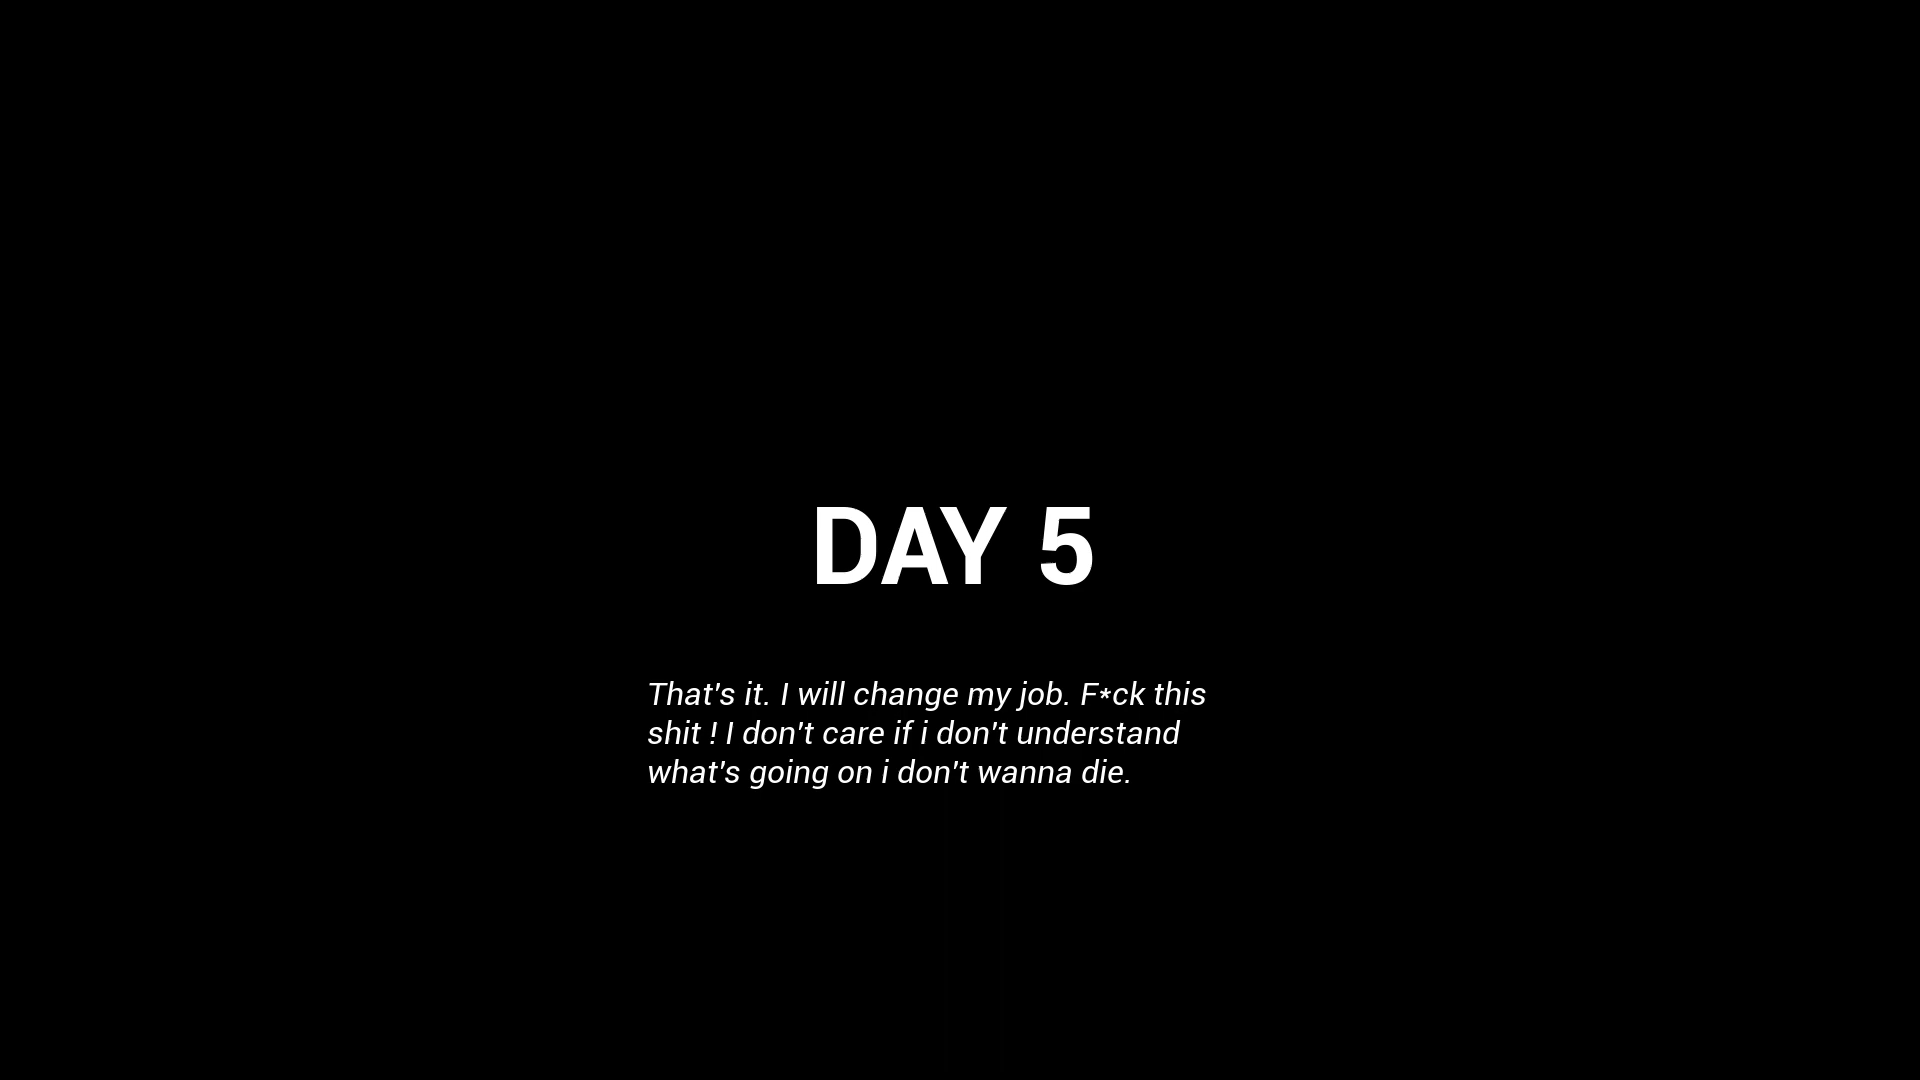 DAY 5
That's it. I will change my job. F*ck this
shit ! I don't care if i don't understand
what's going on i don't wanna die.